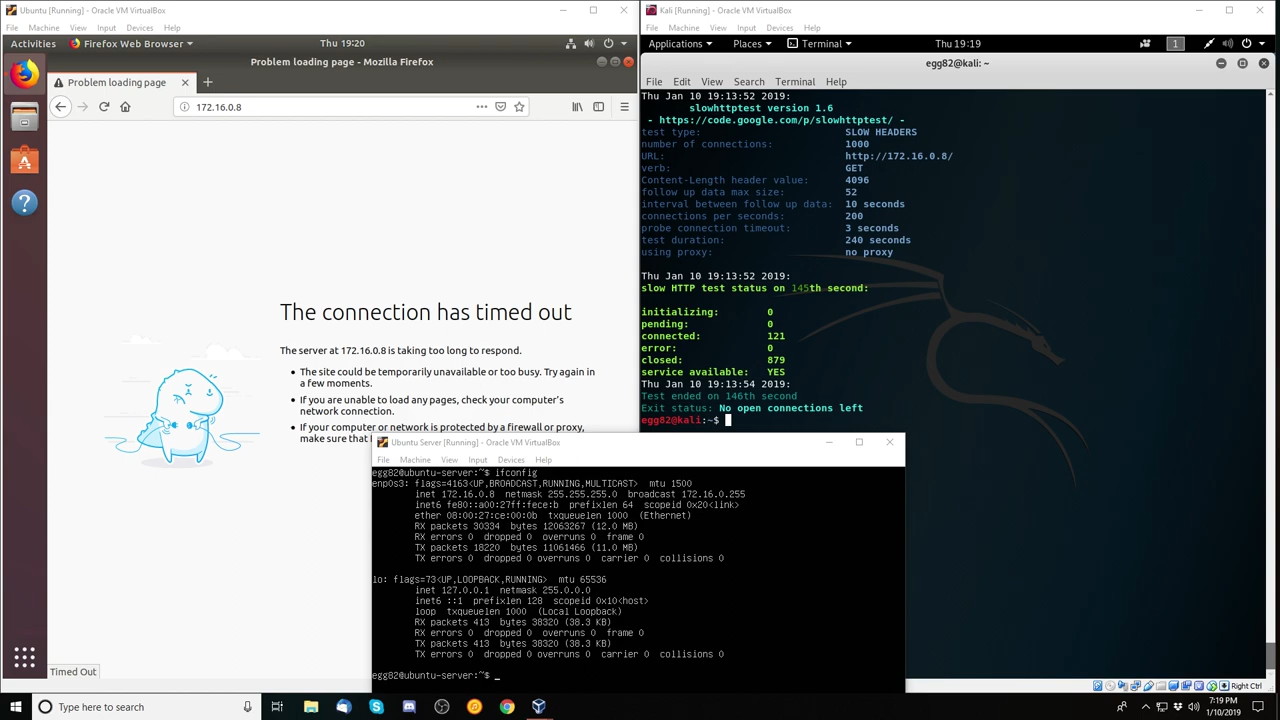 Ubuntu [Running] - Oracle VM VirtualBox
File Machine View Input Devices Help
Activities Firefox Web Browser Thu 19:20
Problem loading page - Mozilla Firefox
Problem loading page
172.16.0.8
The connection has timed out
The server at 172.16.0.8 is taking too long to respond.
The site could be temporarily unavailable or too busy. Try again in
a few moments.
If you are unable to load any pages, check your computer's
network connection.
If your computer or network is protected by a firewall or proxy,
make sure that
Timed Out
Kali [Running] - Oracle VM VirtualBox
File Machine View Input Devices Help
Applications Places Terminal Thu 19:19 1
egg82@kali: ~
File Edit View Search Terminal Help
Thu Jan 10 19:13:52 2019:
slowhttptest version 1.6
- https://code.google.com/p/slowhttptest/ -
test type: SLOW HEADERS
number of connections: 1000
URL: http://172.16.0.8/
verb: GET
Content-Length header value: 4096
follow up data max size: 52
interval between follow up data: 10 seconds
connections per seconds: 200
probe connection timeout: 3 seconds
test duration: 240 seconds
using proxy: no proxy
Thu Jan 10 19:13:52 2019:
slow HTTP test status on 145th second:
initializing: 0
pending: 0
connected: 121
error: 0
closed: 879
service available: YES
Thu Jan 10 19:13:54 2019:
Test ended on 146th second
Exit status: No open connections left
egg82@kali:~$
Right Ctrl
Ubuntu Server [Running] - Oracle VM VirtualBox
File Machine View Input Devices Help
egg82@ubuntu-server:~$ ifconfig
enp0s3: flags=4163<UP,BROADCAST,RUNNING,MULTICAST> mtu 1500
inet 172.16.0.8 netmask 255.255.255.0 broadcast 172.16.0.255
inet6 fe80::a00:27ff:fece:b prefixlen 64 scopeid 0x20<link>
ether 08:00:27:ce:00:0b txqueuelen 1000 (Ethernet)
RX packets 30334 bytes 12063267 (12.0 MB)
RX errors 0 dropped 0 overruns 0 frame 0
TX packets 18220 bytes 11061466 (11.0 MB)
TX errors 0 dropped 0 overruns 0 carrier 0 collisions 0
lo: flags=73<UP,LOOPBACK,RUNNING> mtu 65536
inet 127.0.0.1 netmask 255.0.0.0
inet6 ::1 prefixlen 128 scopeid 0x10<host>
loop txqueuelen 1000 (Local Loopback)
RX packets 413 bytes 38320 (38.3 KB)
RX errors 0 dropped 0 overruns 0 frame 0
TX packets 413 bytes 38320 (38.3 KB)
TX errors 0 dropped 0 overruns 0 carrier 0 collisions 0
egg82@ubuntu-server:~$ _
Type here to search
7:19 PM
1/10/2019